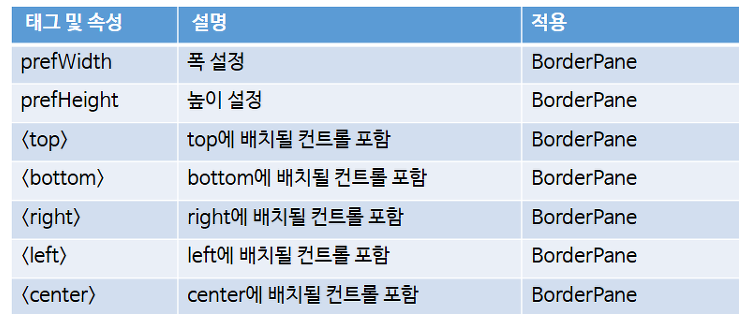 태그 및 속성 설명 적용
prefWidth 폭 설정 BorderPane
prefHeight 높이 설정 BorderPane
〈top〉 top에 배치될 컨트롤 포함 BorderPane
〈bottom〉 bottom에 배치될 컨트롤 포함 BorderPane
〈right〉 right에 배치될 컨트롤 포함 BorderPane
〈left〉 left에 배치될 컨트롤 포함 BorderPane
〈center〉 center에 배치될 컨트롤 포함 BorderPane